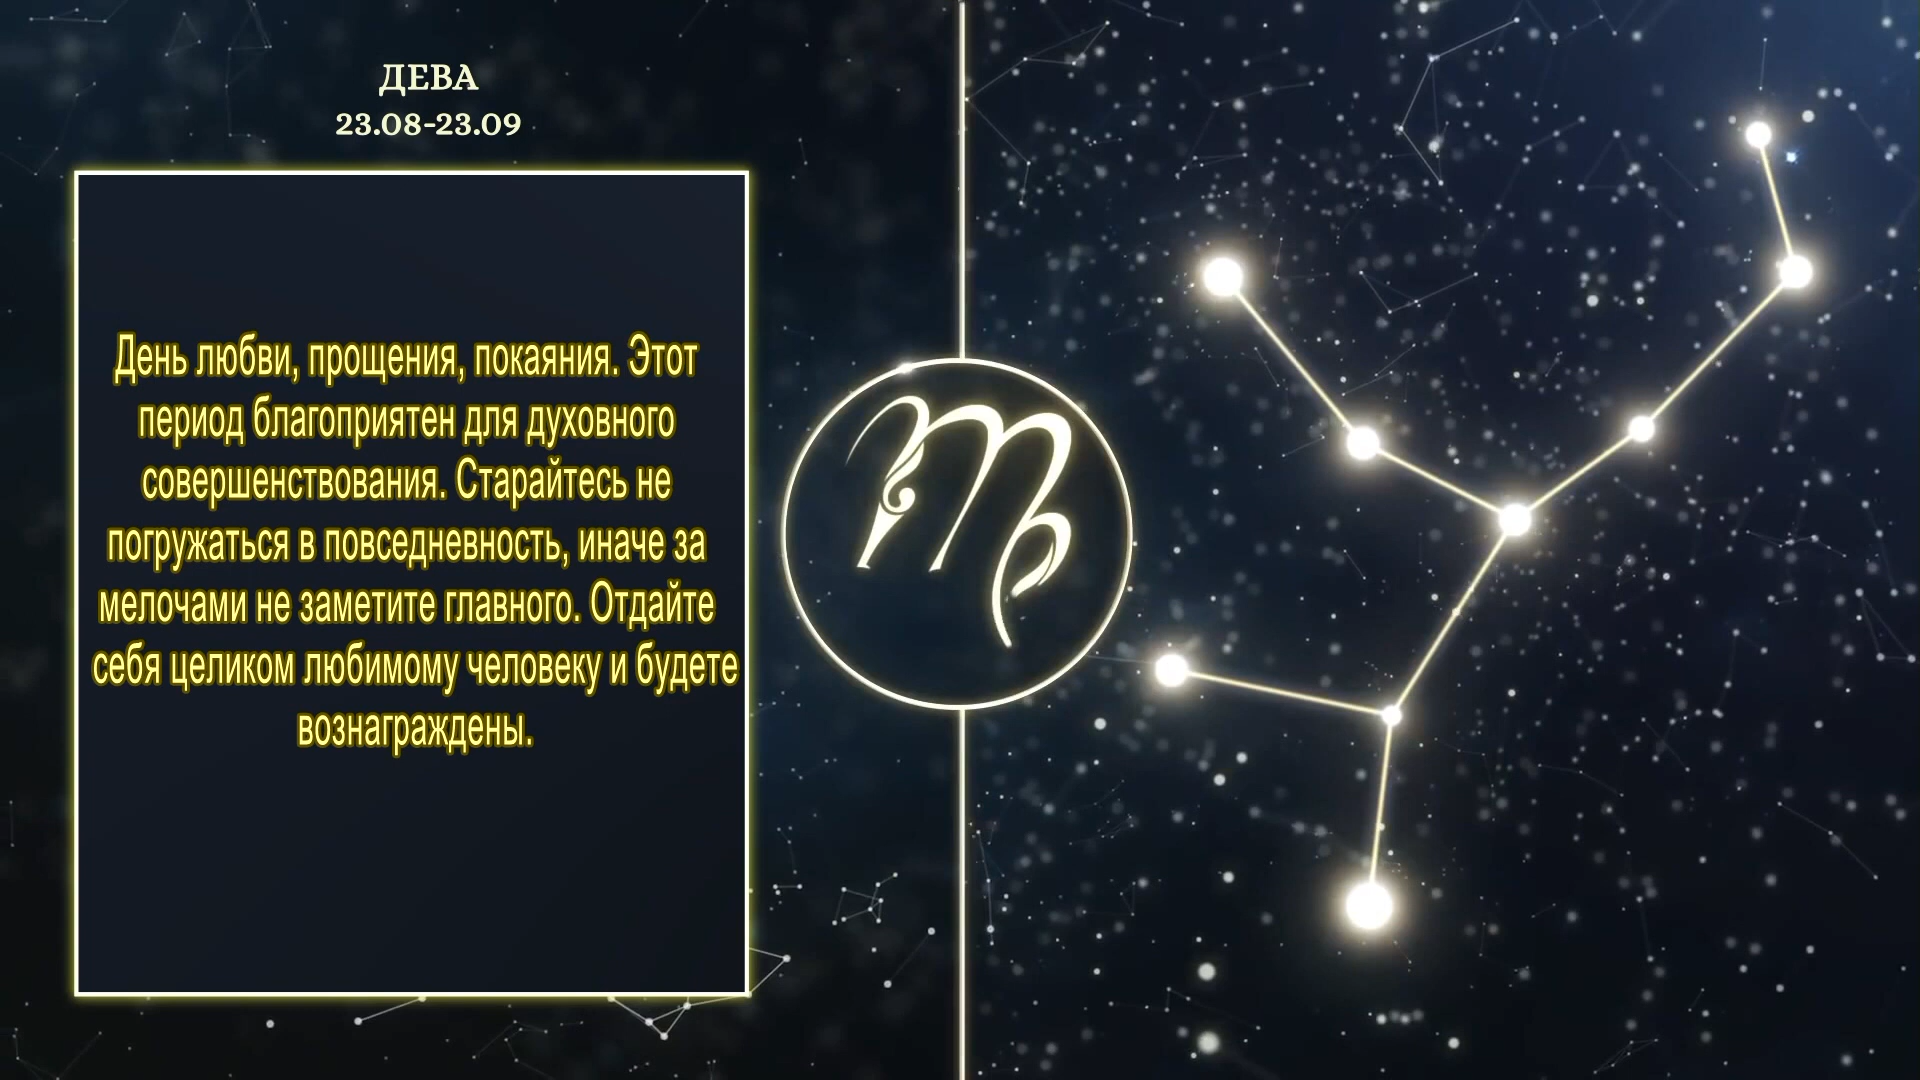 ДЕВА
23.08-23.09
День любви, прощения, покаяния. Этот
период благоприятен для духовного
совершенствования. Старайтесь не
погружаться в повседневность, иначе за
мелочами не заметите главного. Отдайте
себя целиком любимому человеку и будете
вознаграждены.